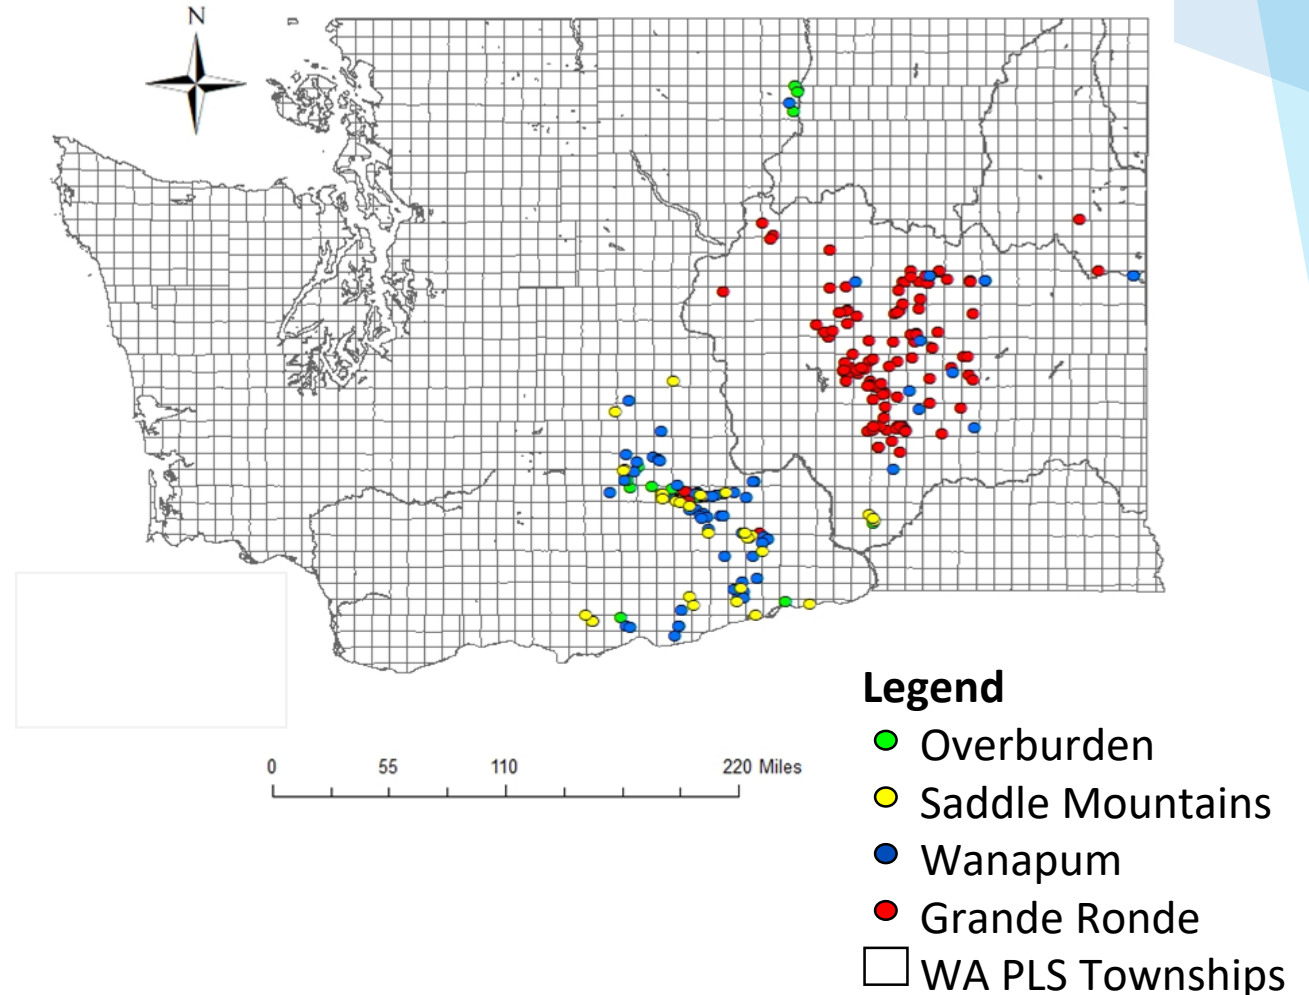 N
0 55 110 220 Miles
Legend
Overburden
Saddle Mountains
Wanapum
Grande Ronde
WA PLS Townships